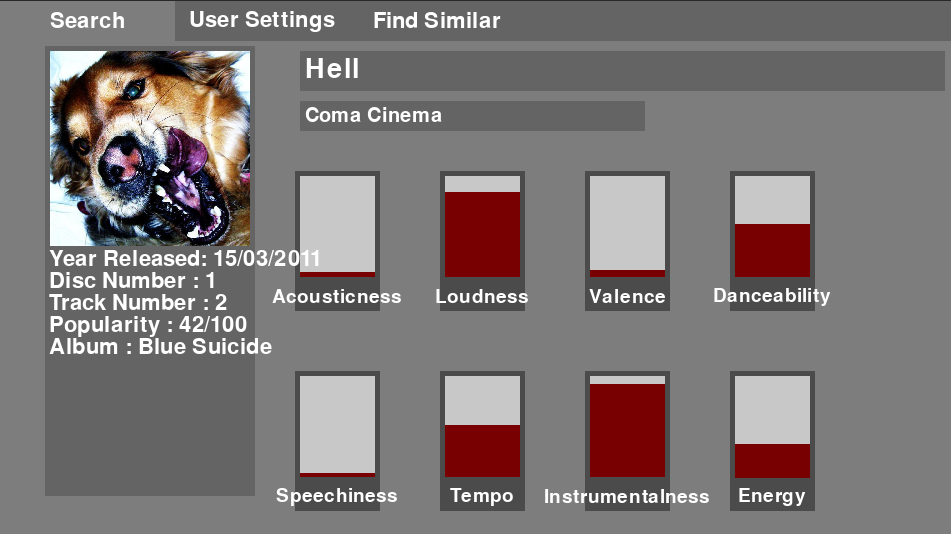 Search
User Settings
Find Similar
Hell
Coma Cinema
Year Released: 15/03/2011
Disc Number : 1
Track Number : 2
Popularity : 42/100
Album : Blue Suicide
Acousticness
Loudness
Valence
Danceability
Speechiness
Tempo
Instrumentalness
Energy